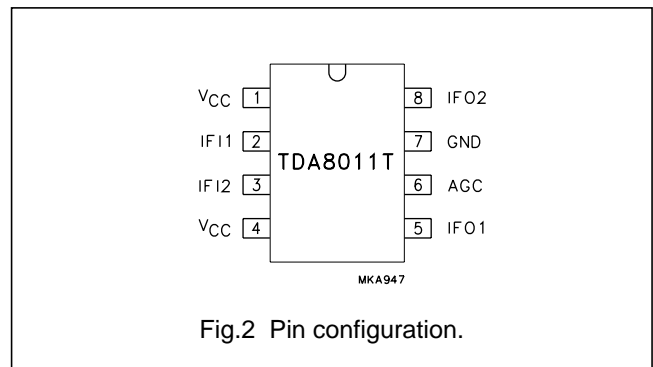 VCC 1 8 IFO2
IFI1 2 7 GND
TDA8011T
IFI2 3 6 AGC
VCC 4 5 IFO1
MKA947
Fig.2 Pin configuration.